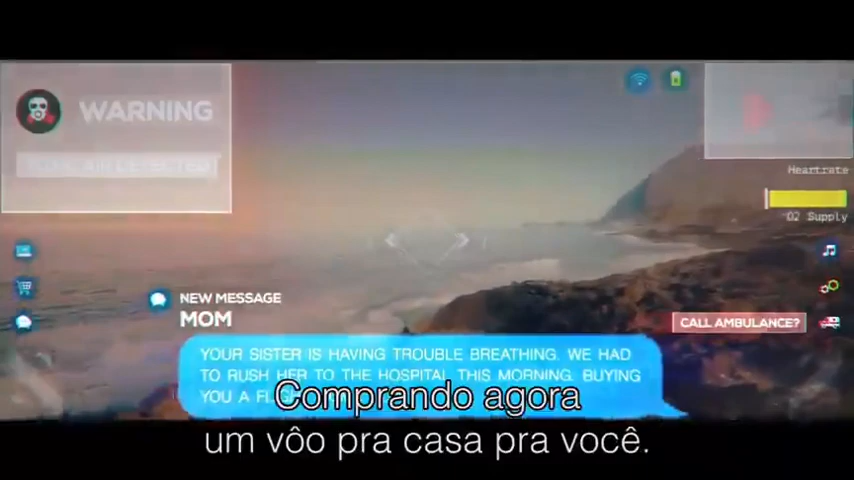 WARNING
Heartrate
O2 Supply
NEW MESSAGE
MOM
CALL AMBULANCE?
YOUR SISTER IS HAVING TROUBLE BREATHING. WE HAD
TO RUSH HER TO THE HOSPITAL THIS MORNING. BUYING
YOU A
Comprando agora
um vôo pra casa pra você.